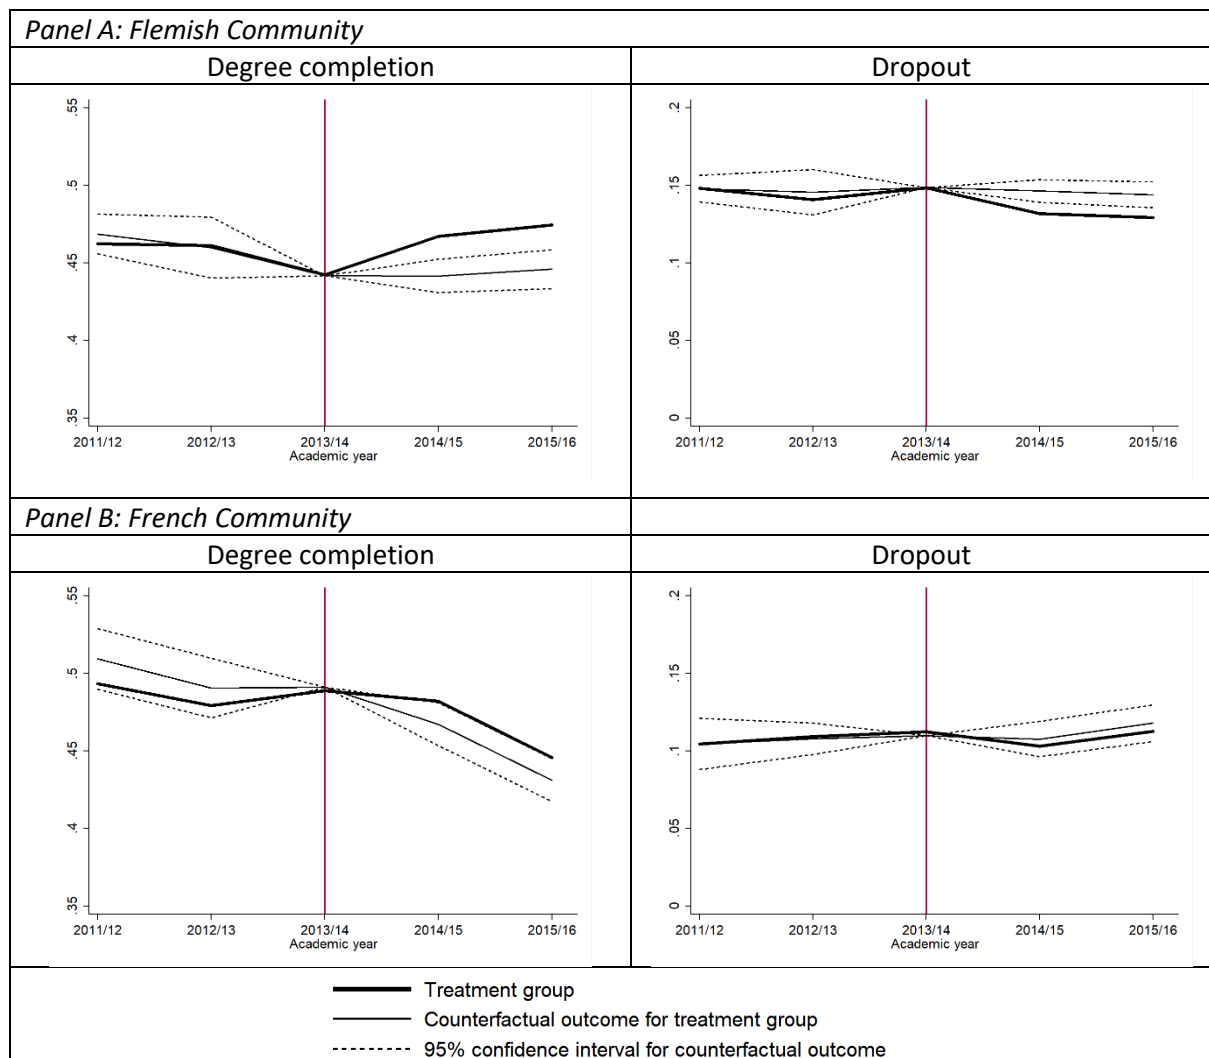 Panel A: Flemish Community
Degree completion
Dropout
.55
.5
.45
.4
.35
2011/12 2012/13 2013/14 2014/15 2015/16
Academic year
.2
.15
.1
.05
0
2011/12 2012/13 2013/14 2014/15 2015/16
Academic year
Panel B: French Community
Degree completion
Dropout
.55
.5
.45
.4
.35
2011/12 2012/13 2013/14 2014/15 2015/16
Academic year
.2
.15
.1
.05
0
2011/12 2012/13 2013/14 2014/15 2015/16
Academic year
Treatment group
Counterfactual outcome for treatment group
95% confidence interval for counterfactual outcome